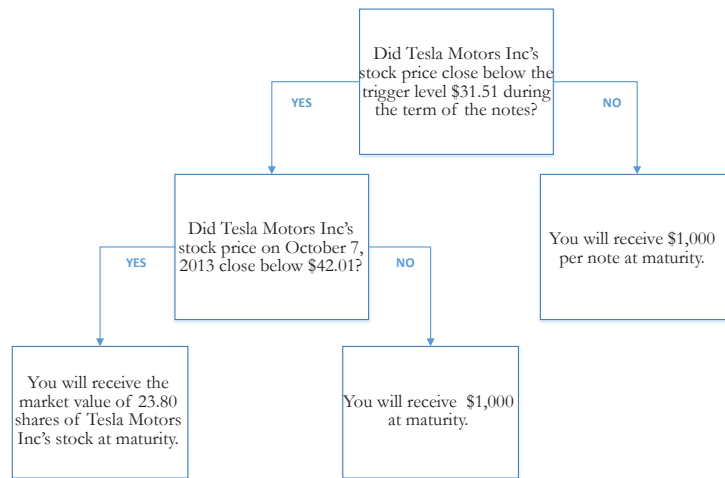 Did Tesla Motors Inc's
stock price close below the
trigger level $31.51 during
the term of the notes?
YES
NO
Did Tesla Motors Inc's
stock price on October 7,
2013 close below $42.01?
You will receive $1,000
per note at maturity.
YES
NO
You will receive the
market value of 23.80
shares of Tesla Motors
Inc's stock at maturity.
You will receive $1,000
at maturity.